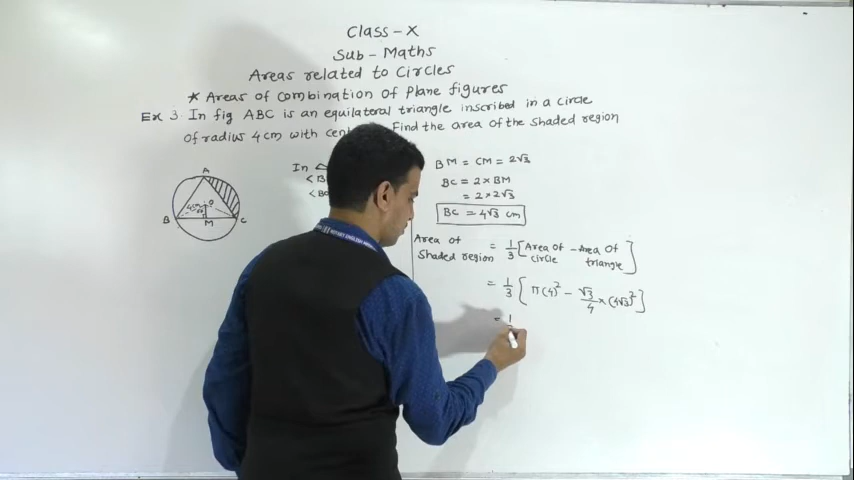 Class-X
Sub-Maths
Areas related to Circles
* Areas of combination of Plane figures
Ex 3. In fig ABC is an equilateral triangle inscribed in a circle
of radius 4 cm with Find the area of the shaded region
A
4cm
O
B
M
C
In
<B
BM = CM = 2√3
BC = 2 × BM
= 2 × 2√3
BC = 4√3 cm
Area of shaded region = 1/3 [Area of circle - Area of triangle]
= 1/3 [π(4)² - √3/4 × (4√3)²]
= 1